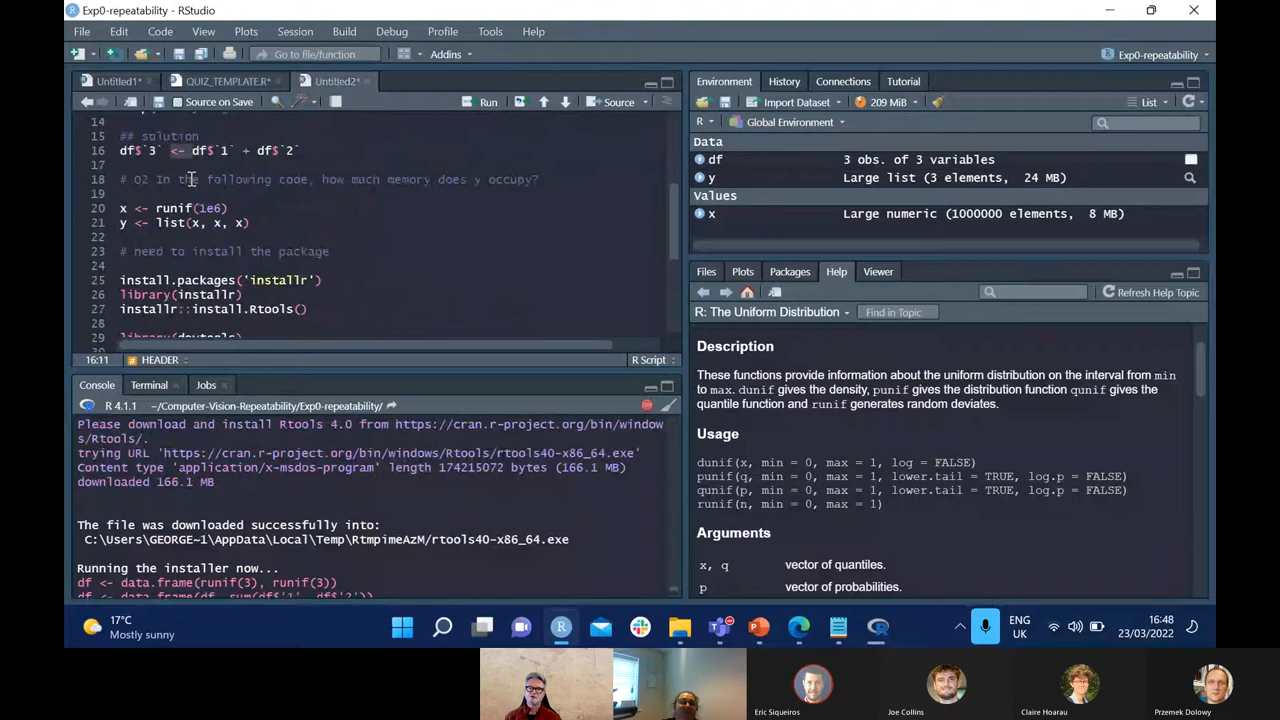 Exp0-repeatability - RStudio
File Edit Code View Plots Session Build Debug Profile Tools Help
Go to file/function Addins Exp0-repeatability
Untitled1* QUIZ_TEMPLATE.R* Untitled2*
Source on Save Run Source
14
15 ## solution
16 df$`3` <- df$`1` + df$`2`
17
18 # Q2 In the following code, how much memory does y occupy?
19
20 x <- runif(1e6)
21 y <- list(x, x, x)
22
23 # need to install the package
24
25 install.packages('installr')
26 library(installr)
27 installr::install.Rtools()
28
29 library(devtools)
30
16:11 HEADER R Script
Console Terminal Jobs
R 4.1.1 ~/Computer-Vision-Repeatability/Exp0-repeatability/
Please download and install Rtools 4.0 from https://cran.r-project.org/bin/window
s/Rtools/.
trying URL 'https://cran.r-project.org/bin/windows/Rtools/rtools40-x86_64.exe'
Content type 'application/x-msdos-program' length 174215072 bytes (166.1 MB)
downloaded 166.1 MB
The file was downloaded successfully into:
C:\Users\GEORGE~1\AppData\Local\Temp\RtmpimeAzM/rtools40-x86_64.exe
Running the installer now...
df <- data.frame(runif(3), runif(3))
df <- data.frame(df, sum(df$`1`, df$`2`))
Environment History Connections Tutorial
Import Dataset 209 MiB List
R Global Environment
Data
df 3 obs. of 3 variables
y Large list (3 elements, 24 MB)
Values
x Large numeric (1000000 elements, 8 MB)
Files Plots Packages Help Viewer
Refresh Help Topic
R: The Uniform Distribution Find in Topic
Description
These functions provide information about the uniform distribution on the interval from min
to max. dunif gives the density, punif gives the distribution function qunif gives the
quantile function and runif generates random deviates.
Usage
dunif(x, min = 0, max = 1, log = FALSE)
punif(q, min = 0, max = 1, lower.tail = TRUE, log.p = FALSE)
qunif(p, min = 0, max = 1, lower.tail = TRUE, log.p = FALSE)
runif(n, min = 0, max = 1)
Arguments
x, q vector of quantiles.
p vector of probabilities.
17°C
Mostly sunny
ENG
UK
16:48
23/03/2022
Eric Siqueiros
Joe Collins
Claire Hoarau
Przemek Dolowy